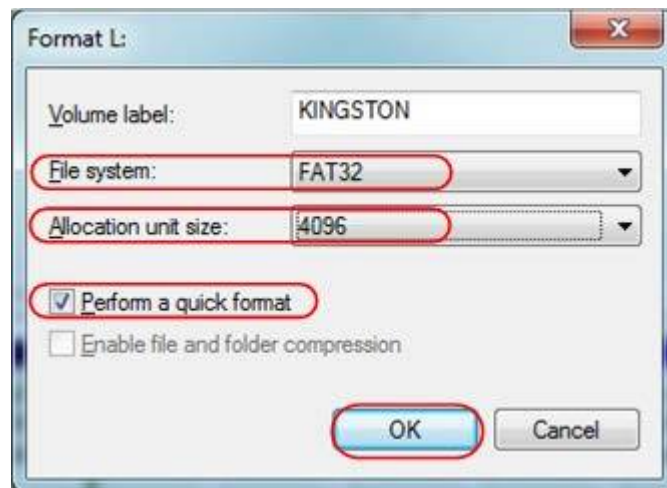 Format L:
Volume label: KINGSTON
File system: FAT32
Allocation unit size: 4096
Perform a quick format
Enable file and folder compression
OK Cancel